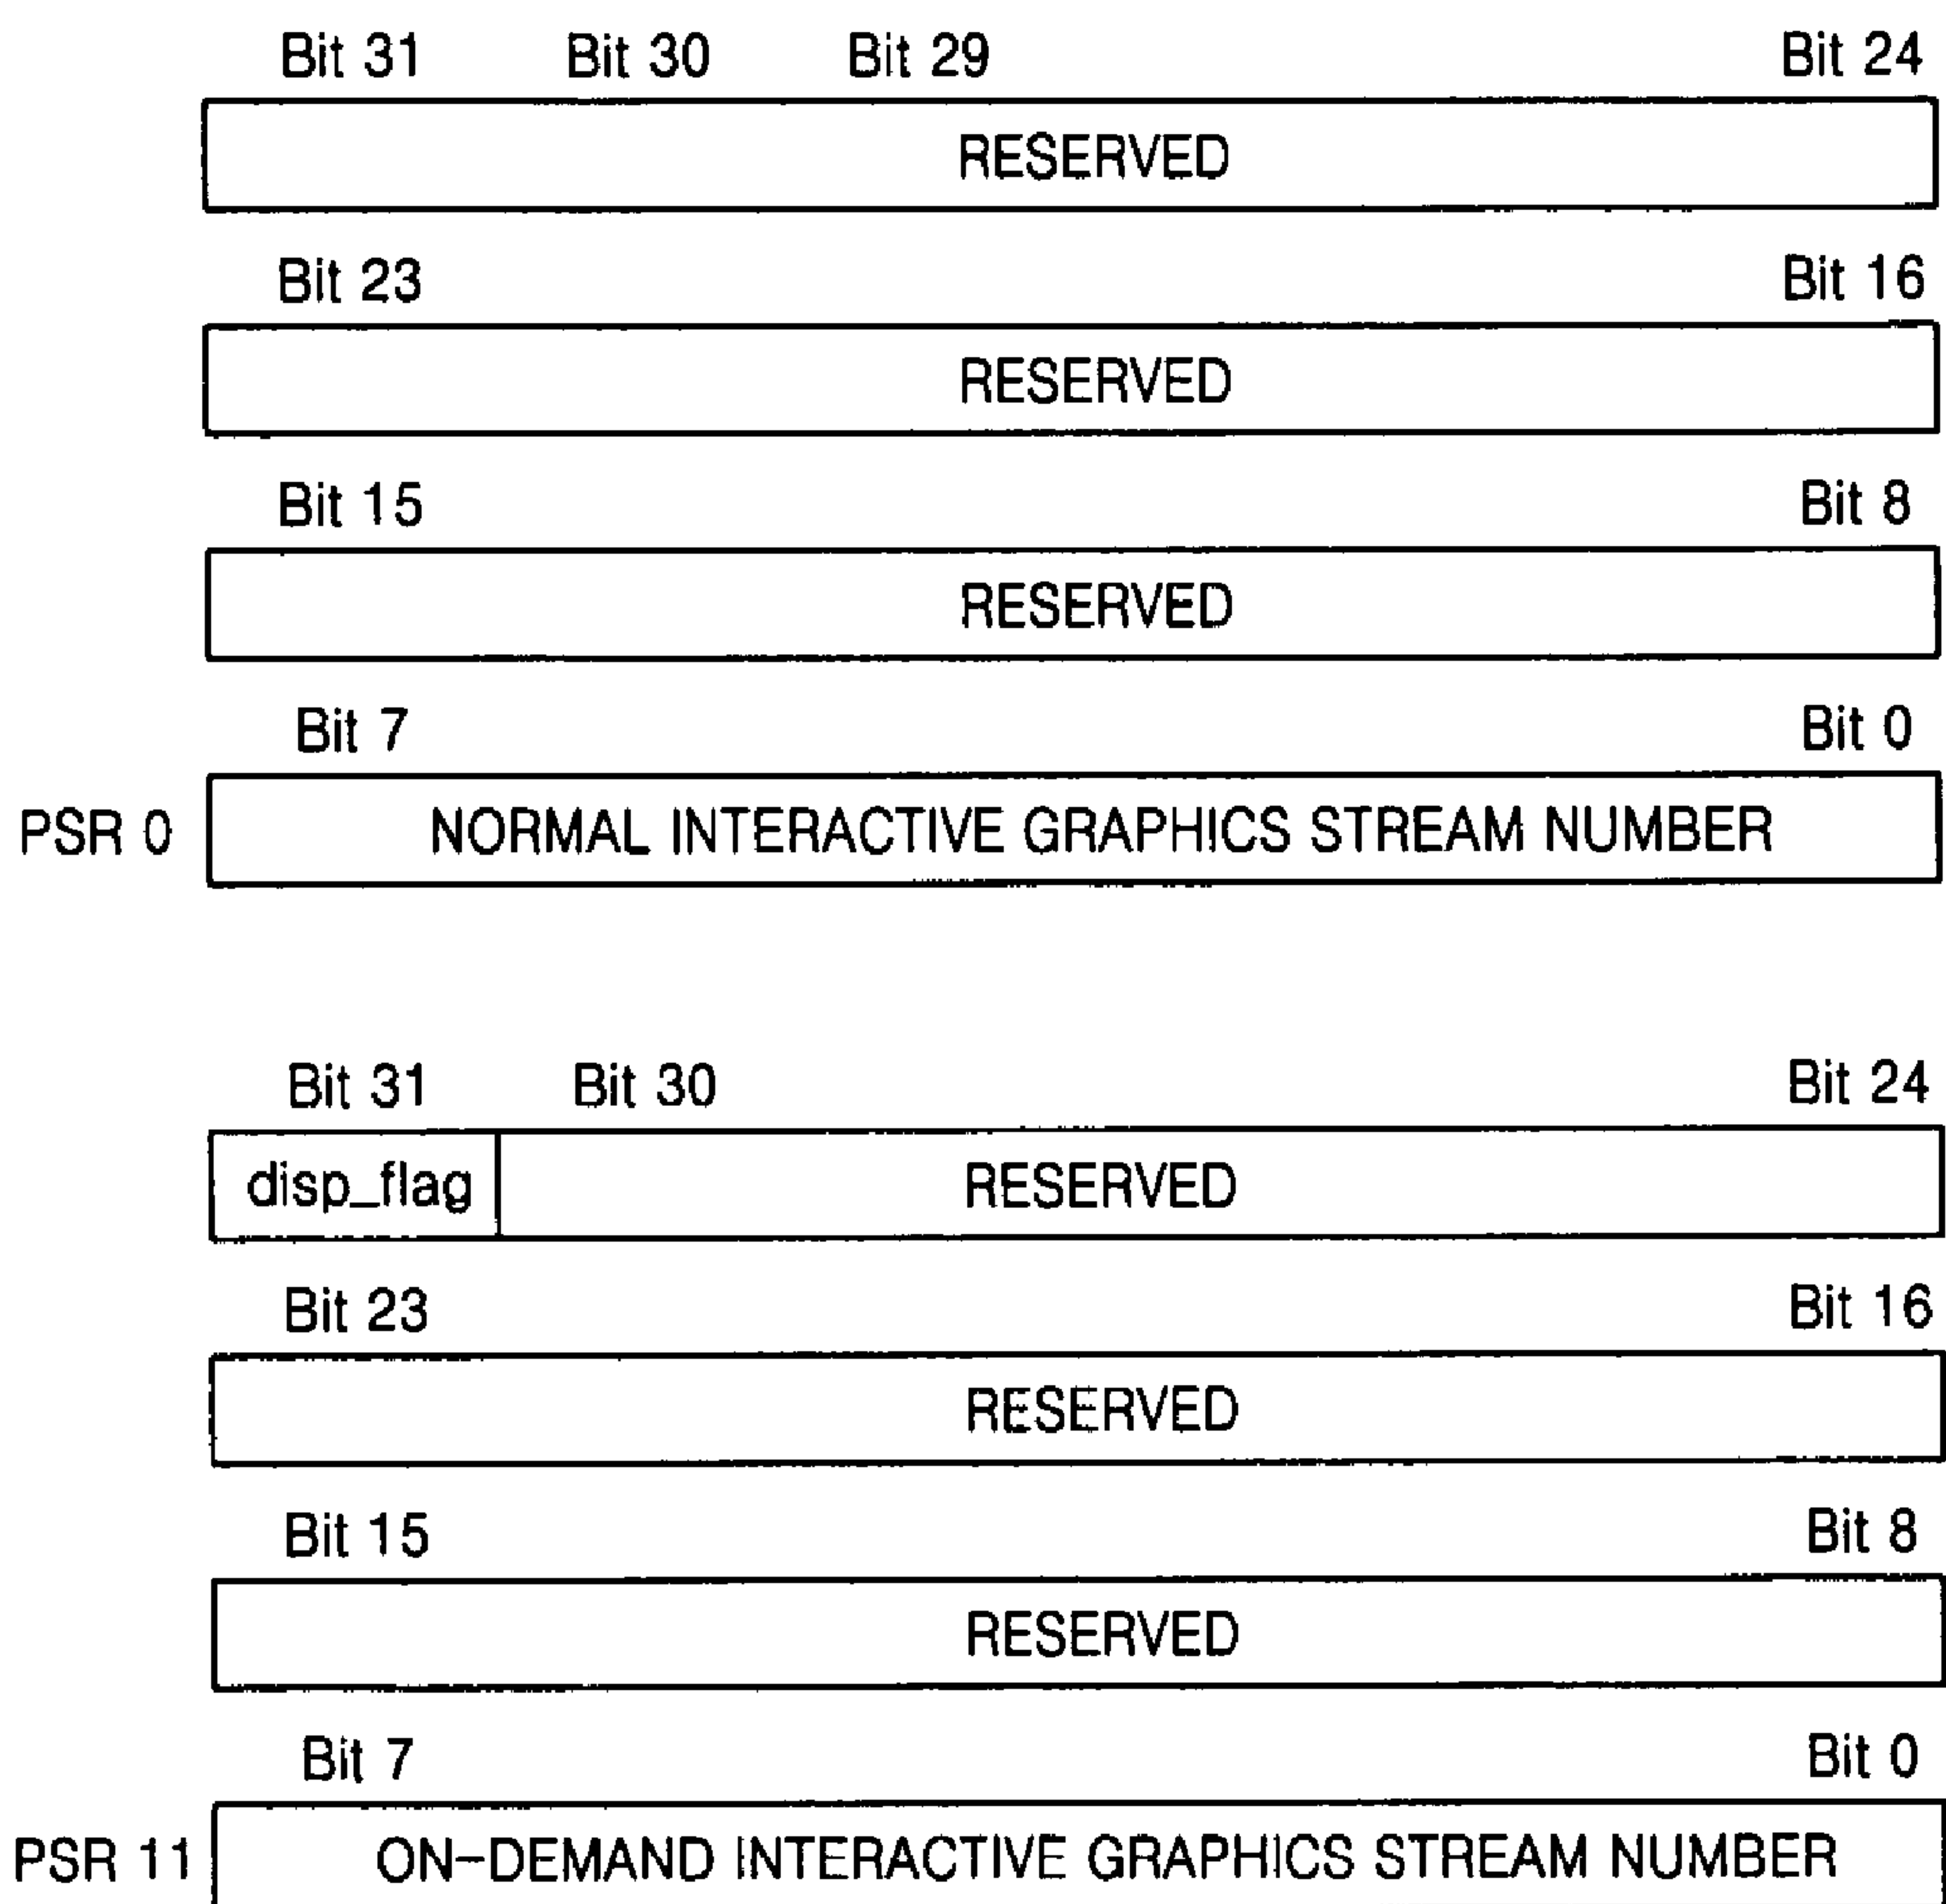 Bit 31 Bit 30 Bit 29 Bit 24
RESERVED
Bit 23 Bit 16
RESERVED
Bit 15 Bit 8
RESERVED
Bit 7 Bit 0
PSR 0 NORMAL INTERACTIVE GRAPHICS STREAM NUMBER
Bit 31 Bit 30 Bit 24
disp_flag RESERVED
Bit 23 Bit 16
RESERVED
Bit 15 Bit 8
RESERVED
Bit 7 Bit 0
PSR 11 ON-DEMAND INTERACTIVE GRAPHICS STREAM NUMBER